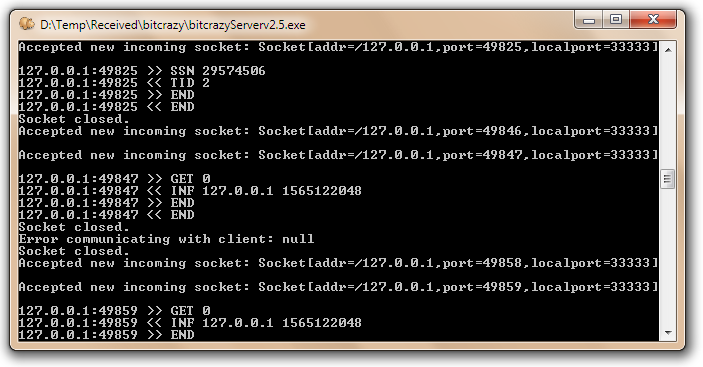 D:\Temp\Received\bitcrazy\bitcrazyServerv2.5.exe
Accepted new incoming socket: Socket[addr=/127.0.0.1,port=49825,localport=33333]
127.0.0.1:49825 >> SSN 29574506
127.0.0.1:49825 << TID 2
127.0.0.1:49825 >> END
127.0.0.1:49825 << END
Socket closed.
Accepted new incoming socket: Socket[addr=/127.0.0.1,port=49846,localport=33333]
Accepted new incoming socket: Socket[addr=/127.0.0.1,port=49847,localport=33333]
127.0.0.1:49847 >> GET 0
127.0.0.1:49847 << INF 127.0.0.1 1565122048
127.0.0.1:49847 >> END
127.0.0.1:49847 << END
Socket closed.
Error communicating with client: null
Socket closed.
Accepted new incoming socket: Socket[addr=/127.0.0.1,port=49858,localport=33333]
Accepted new incoming socket: Socket[addr=/127.0.0.1,port=49859,localport=33333]
127.0.0.1:49859 >> GET 0
127.0.0.1:49859 << INF 127.0.0.1 1565122048
127.0.0.1:49859 >> END